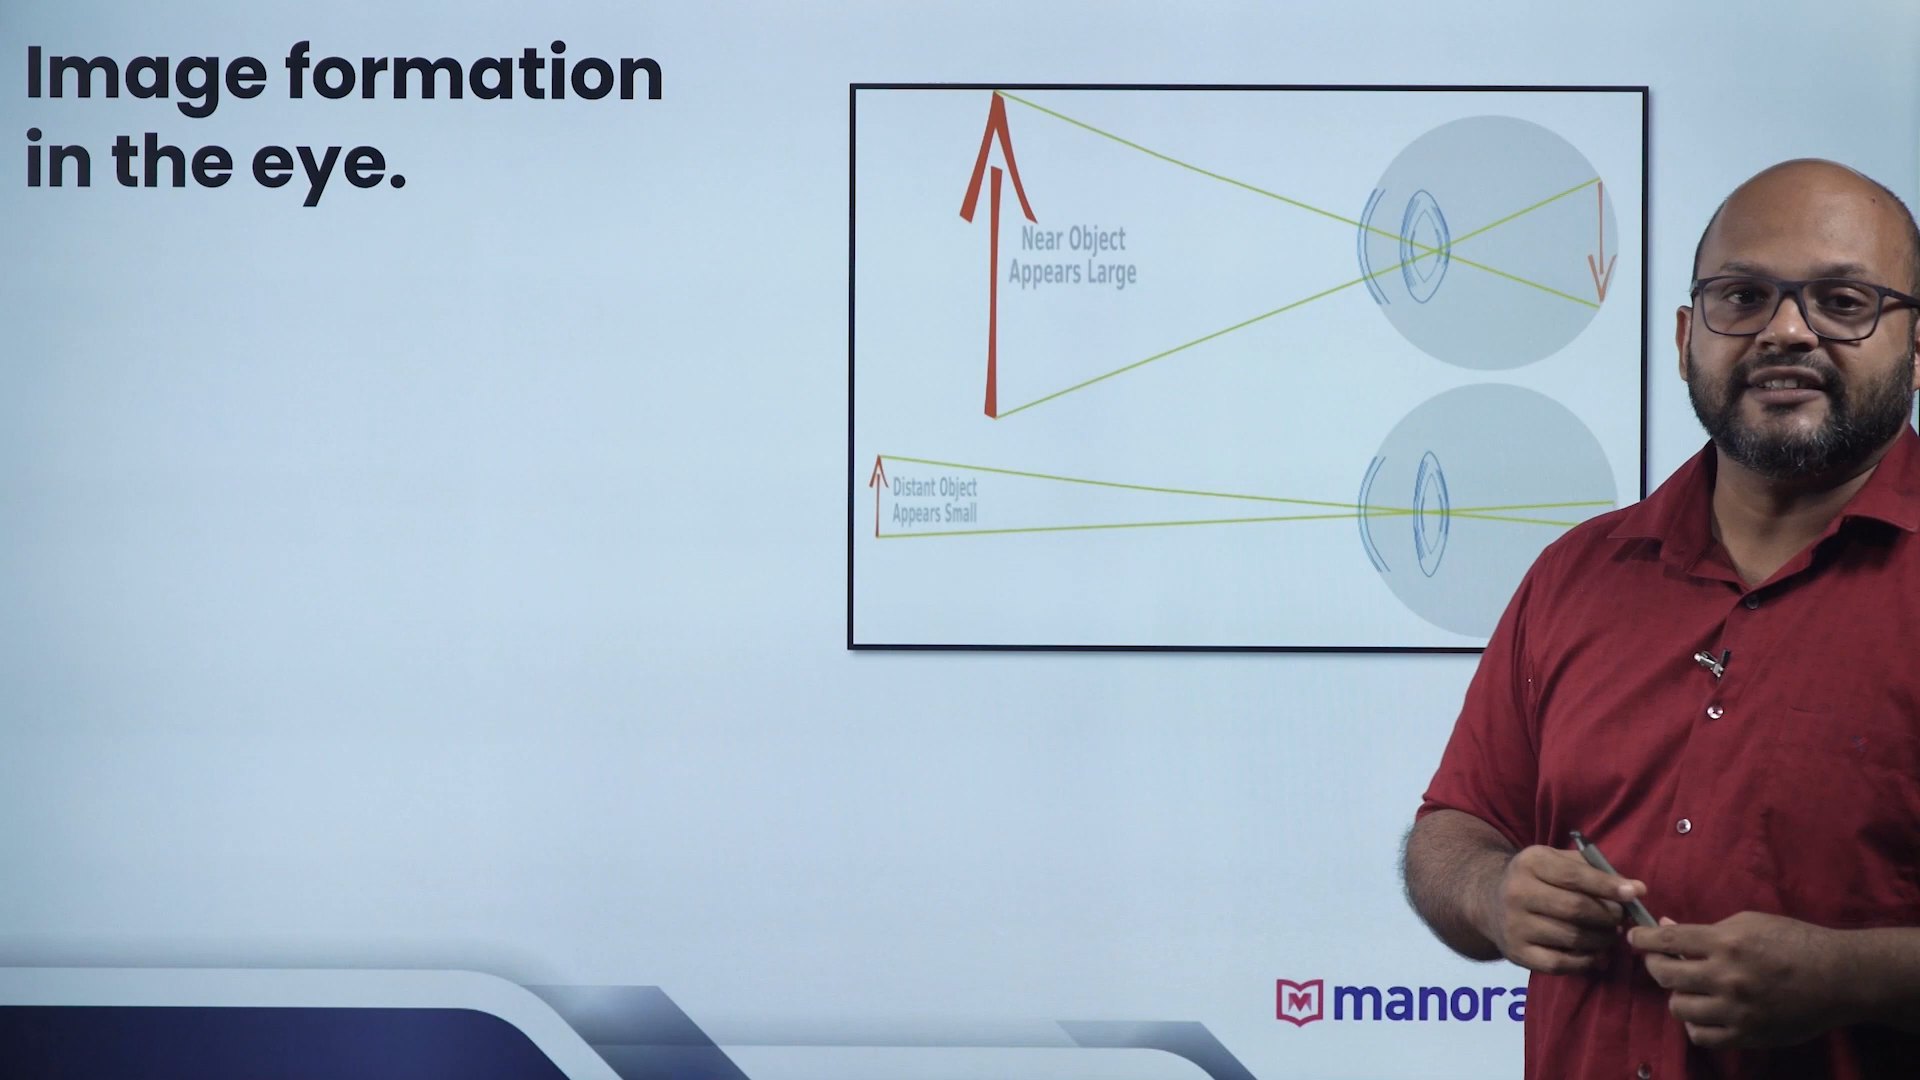 Image formation
in the eye.
Near Object
Appears Large
Distant Object
Appears Small
manora